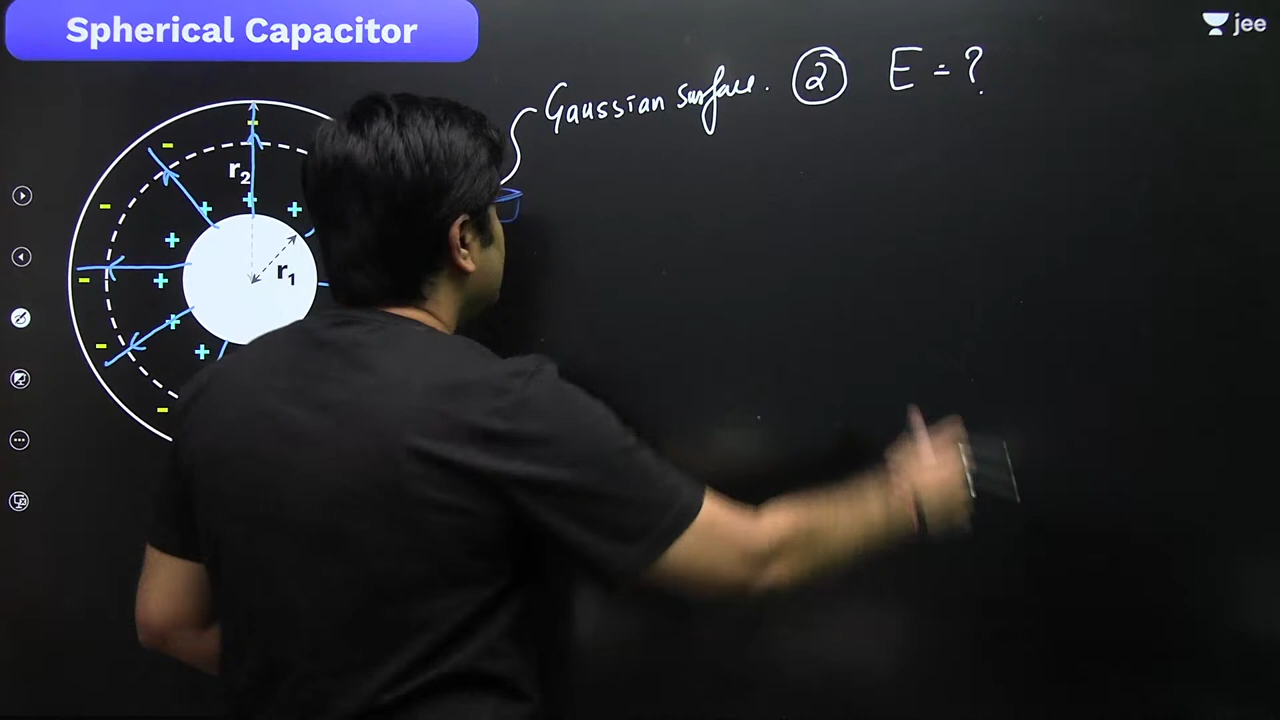 Spherical Capacitor
jee
Gaussian surface. ② E = ?
r₂
r₁